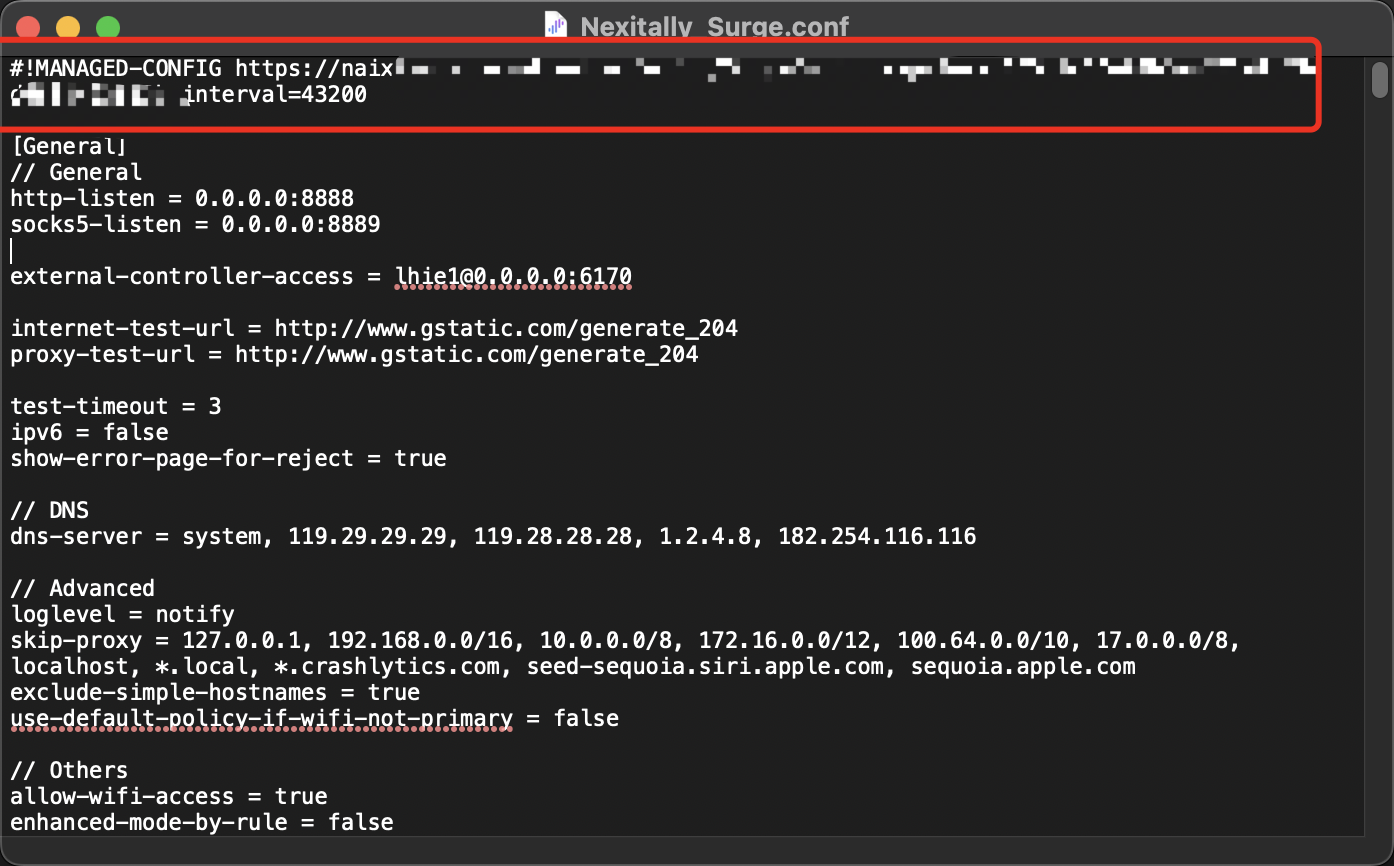 Nexitally_Surge.conf
#!MANAGED-CONFIG https://naix
interval=43200
[General]
// General
http-listen = 0.0.0.0:8888
socks5-listen = 0.0.0.0:8889
external-controller-access = lhie1@0.0.0.0:6170
internet-test-url = http://www.gstatic.com/generate_204
proxy-test-url = http://www.gstatic.com/generate_204
test-timeout = 3
ipv6 = false
show-error-page-for-reject = true
// DNS
dns-server = system, 119.29.29.29, 119.28.28.28, 1.2.4.8, 182.254.116.116
// Advanced
loglevel = notify
skip-proxy = 127.0.0.1, 192.168.0.0/16, 10.0.0.0/8, 172.16.0.0/12, 100.64.0.0/10, 17.0.0.0/8,
localhost, *.local, *.crashlytics.com, seed-sequoia.siri.apple.com, sequoia.apple.com
exclude-simple-hostnames = true
use-default-policy-if-wifi-not-primary = false
// Others
allow-wifi-access = true
enhanced-mode-by-rule = false